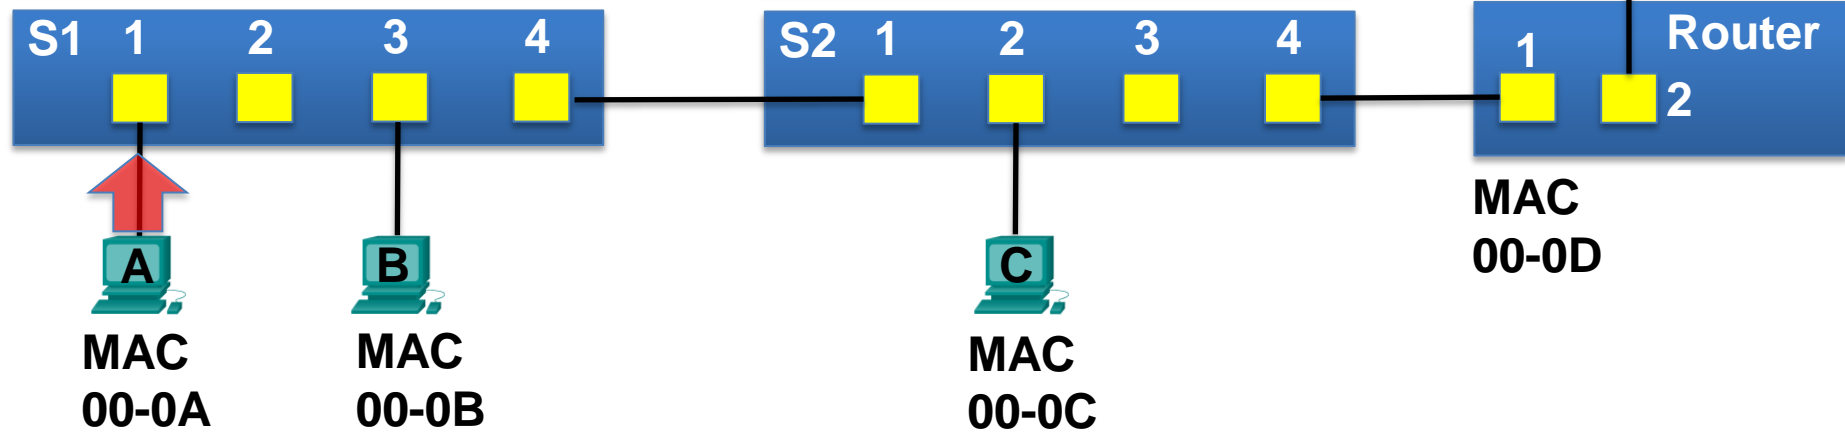 S1 1 2 3 4
S2 1 2 3 4
1 Router
2
A
MAC
00-0A
B
MAC
00-0B
C
MAC
00-0C
MAC
00-0D